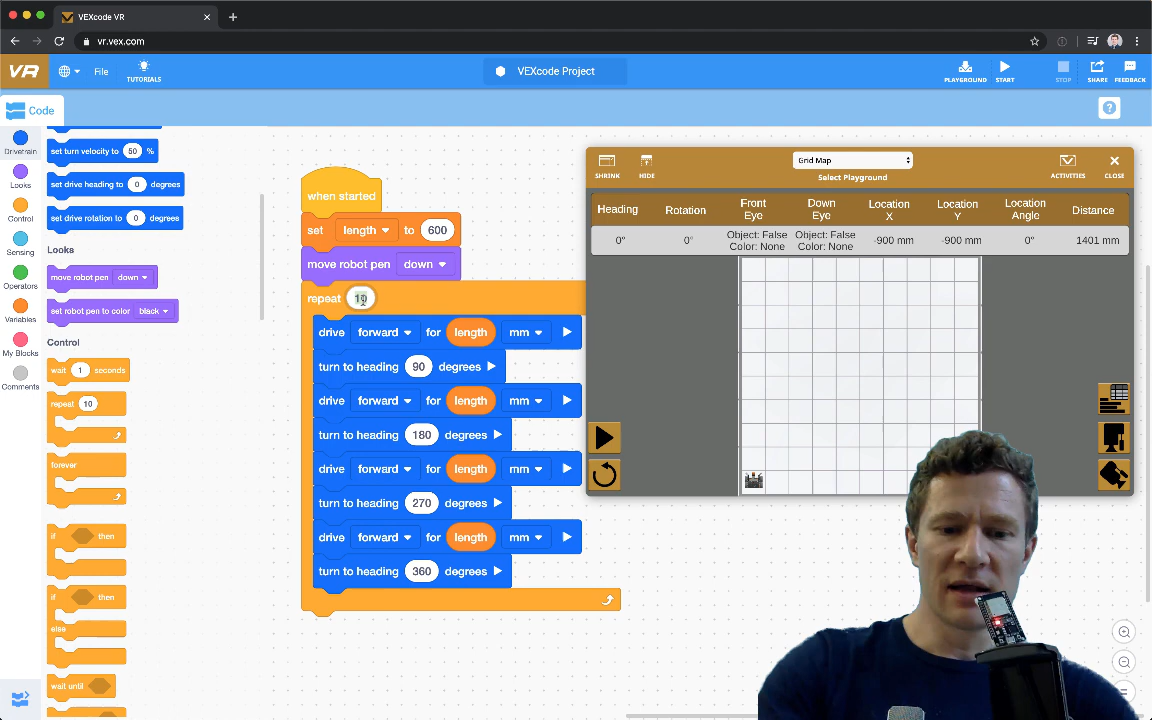 VEXcode VR
vr.vex.com
VR
File
TUTORIALS
VEXcode Project
PLAYGROUND
START
STOP
SHARE
FEEDBACK
Code
Drivetrain
Looks
Control
Sensing
Operators
Variables
My Blocks
Comments
set turn velocity to 50 %
set drive heading to 0 degrees
set drive rotation to 0 degrees
Looks
move robot pen down
set robot pen to color black
Control
wait 1 seconds
repeat 10
forever
if then
if then
else
wait until
when started
set length to 600
move robot pen down
repeat 10
drive forward for length mm
turn to heading 90 degrees
drive forward for length mm
turn to heading 180 degrees
drive forward for length mm
turn to heading 270 degrees
drive forward for length mm
turn to heading 360 degrees
SHRINK
HIDE
Grid Map
Select Playground
ACTIVITIES
CLOSE
Heading Rotation Front Eye Down Eye Location X Location Y Location Angle Distance
0° 0° Object: False Color: None Object: False Color: None -900 mm -900 mm 0° 1401 mm